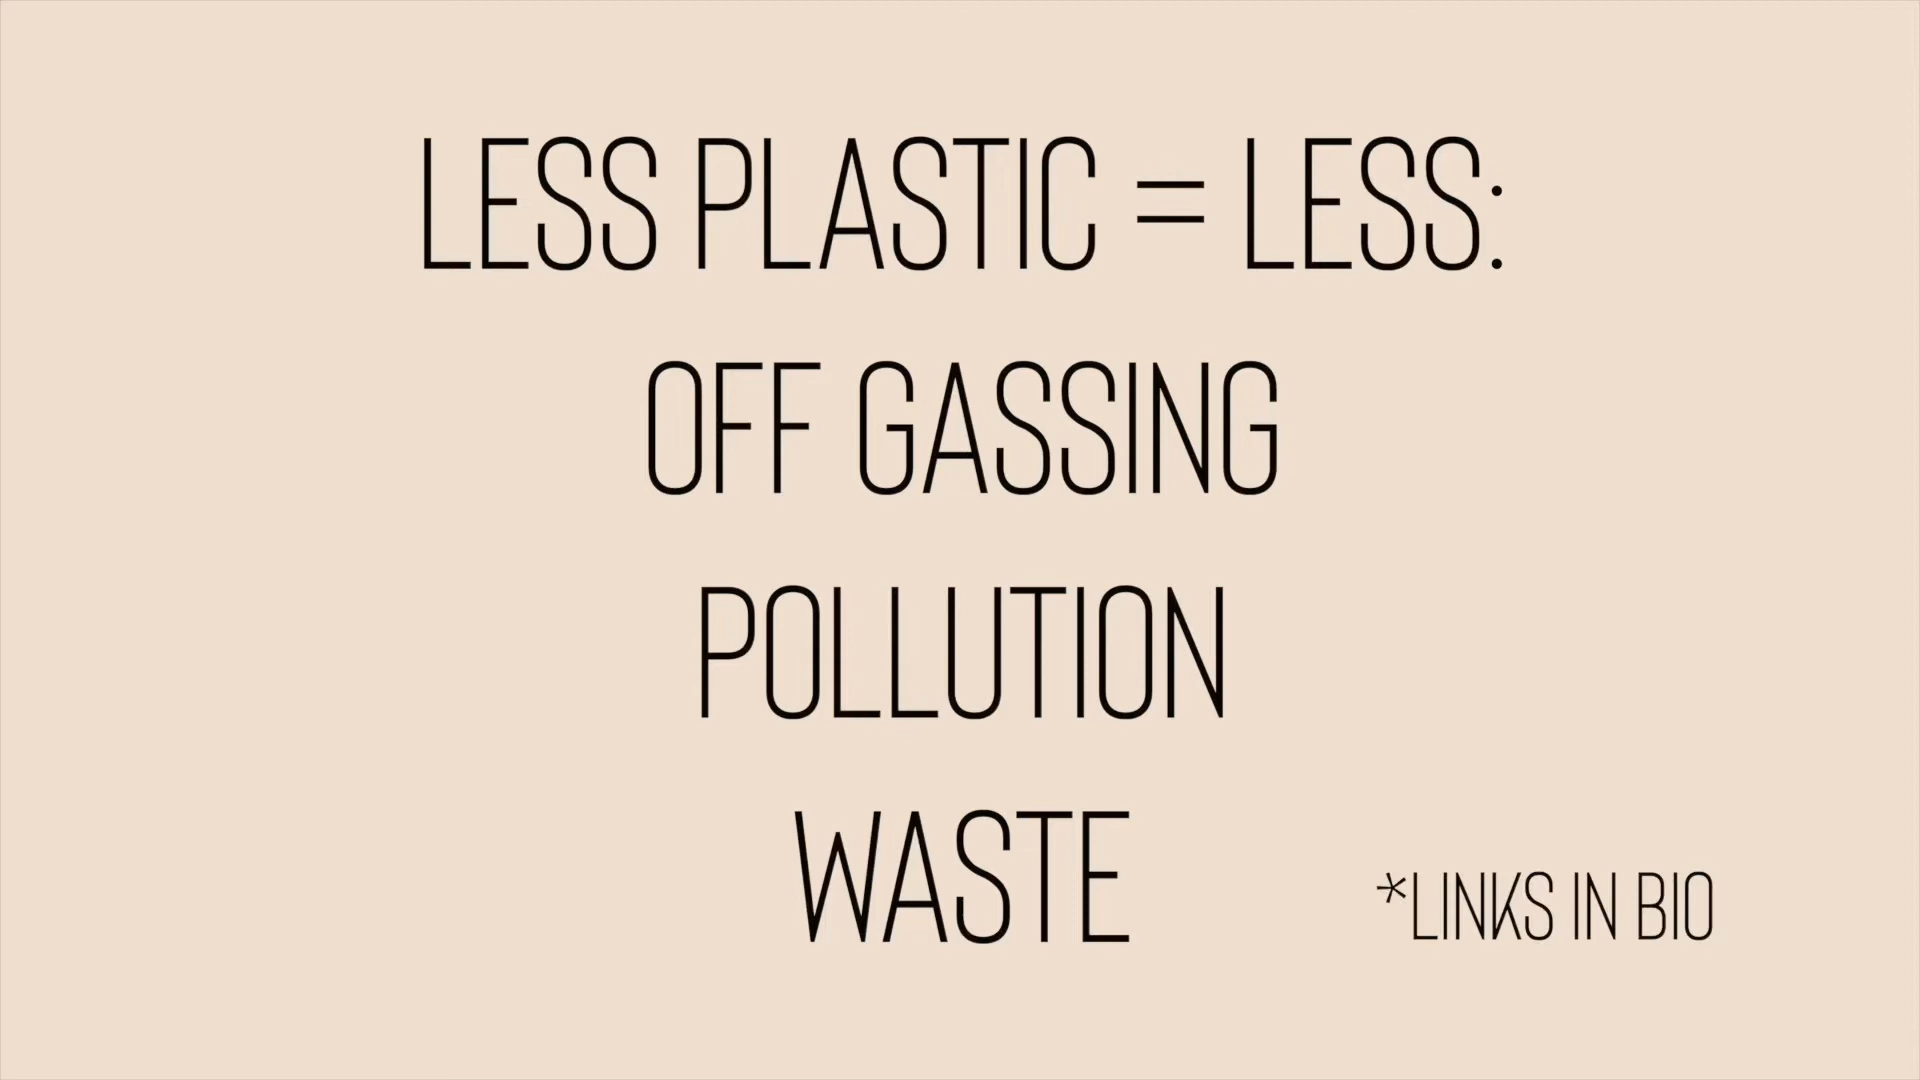 LESS PLASTIC = LESS:
OFF GASSING
POLLUTION
WASTE
*LINKS IN BIO